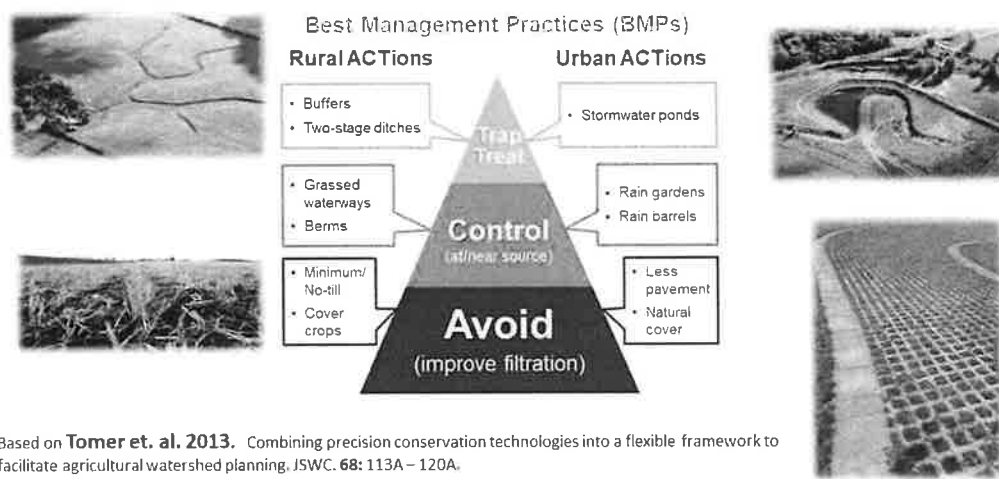 Best Management Practices (BMPs)
Rural ACTions
Urban ACTions
• Buffers
• Two-stage ditches
Trap
Treat
• Stormwater ponds
• Grassed
waterways
• Berms
Control
(at/near source)
• Rain gardens
• Rain barrels
• Minimum/
No-till
• Cover
crops
Avoid
(improve filtration)
• Less
pavement
• Natural
cover
Based on Tomer et. al. 2013. Combining precision conservation technologies into a flexible framework to
facilitate agricultural watershed planning. JSWC. 68: 113A – 120A.